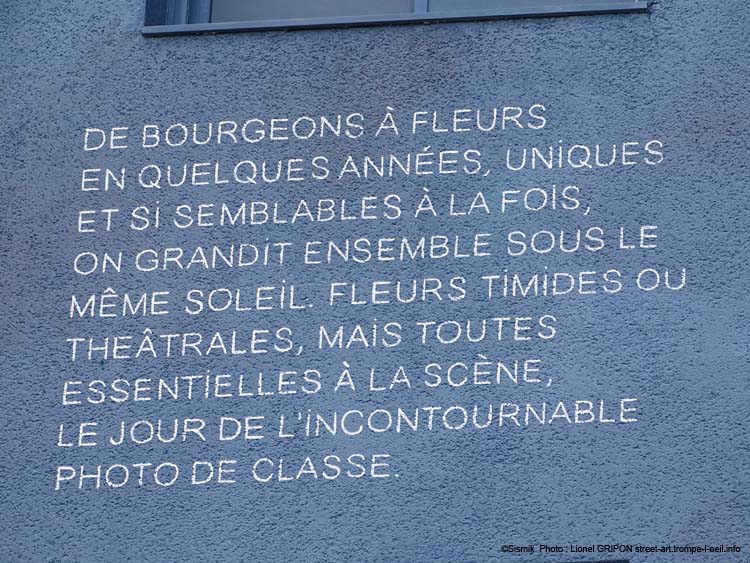 DE BOURGEONS À FLEURS
EN QUELQUES ANNÉES, UNIQUES
ET SI SEMBLABLES À LA FOIS,
ON GRANDIT ENSEMBLE SOUS LE
MÊME SOLEIL. FLEURS TIMIDES OU
THEÂTRALES, MAIS TOUTES
ESSENTIELLES À LA SCÈNE,
LE JOUR DE L'INCONTOURNABLE
PHOTO DE CLASSE.
©Sismik Photo : Lionel GRIPON street-art.trompe-l-oeil.info